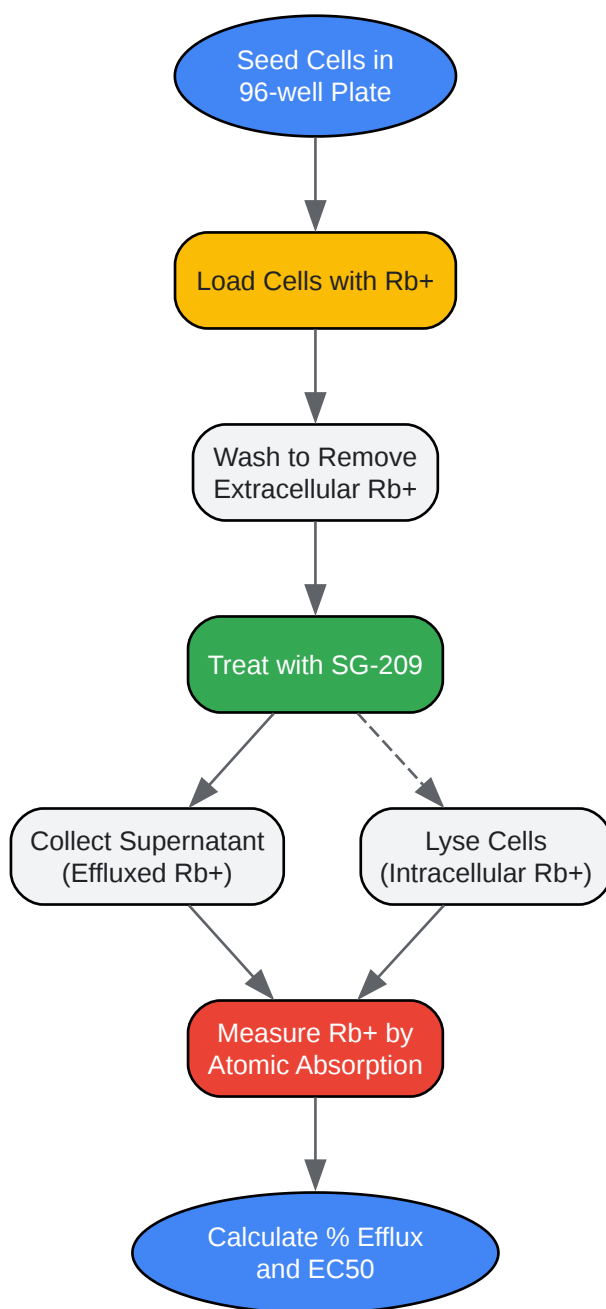 Seed Cells in
96-well Plate
Load Cells with Rb+
Wash to Remove
Extracellular Rb+
Treat with SG-209
Collect Supernatant
(Effluxed Rb+)
Lyse Cells
(Intracellular Rb+)
Measure Rb+ by
Atomic Absorption
Calculate % Efflux
and EC50